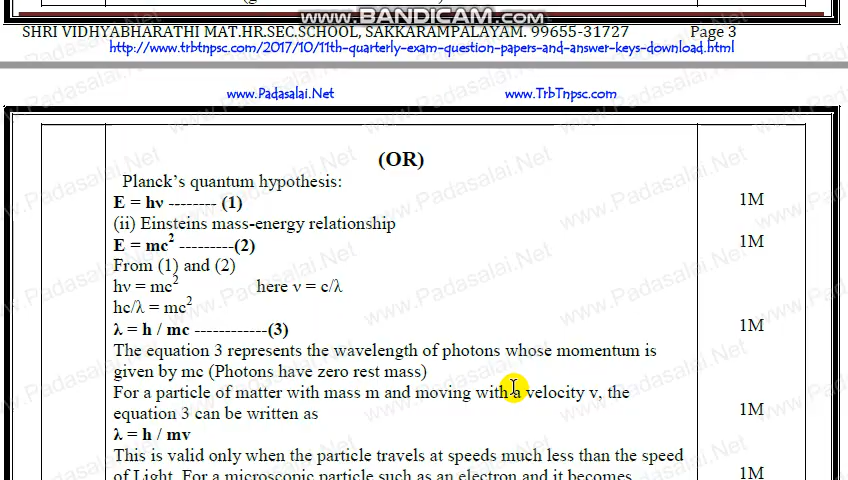 www.BANDICAM.com
SHRI VIDHYABHARATHI MAT.HR.SEC.SCHOOL, SAKKARAMPALAYAM. 99655-31727 Page 3
http://www.trbtnpsc.com/2017/10/11th-quarterly-exam-question-papers-and-answer-keys-download.html
www.Padasalai.Net www.TrbTnpsc.com
(OR)
Planck's quantum hypothesis:
E = hν -------- (1) 1M
(ii) Einsteins mass-energy relationship
E = mc² ---------(2) 1M
From (1) and (2)
hν = mc² here ν = c/λ
hc/λ = mc²
λ = h / mc ------------(3) 1M
The equation 3 represents the wavelength of photons whose momentum is
given by mc (Photons have zero rest mass)
For a particle of matter with mass m and moving with a velocity v, the
equation 3 can be written as 1M
λ = h / mv
This is valid only when the particle travels at speeds much less than the speed
of Light. For a microscopic particle such as an electron and it becomes 1M